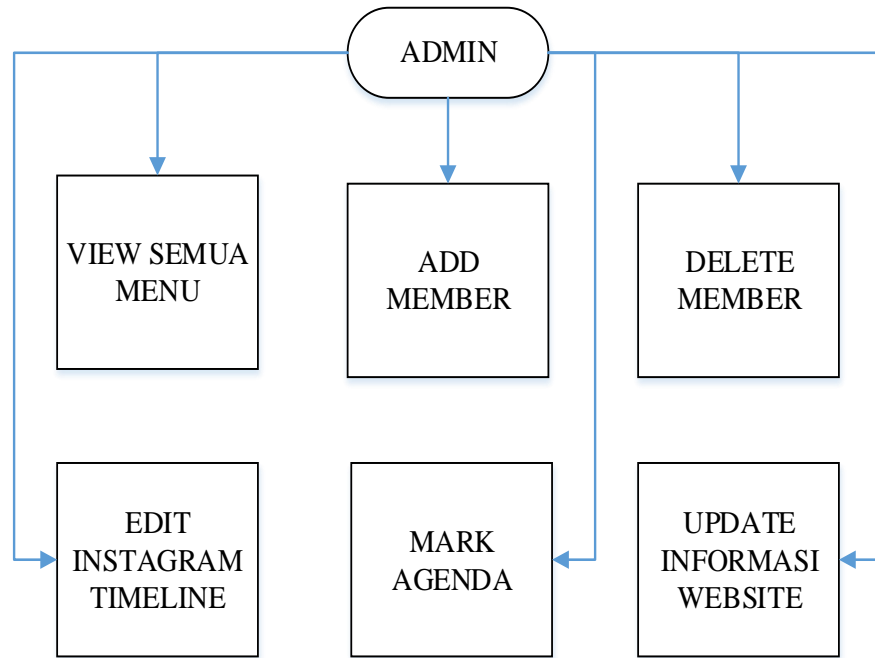 ADMIN
VIEW SEMUA
MENU
ADD
MEMBER
DELETE
MEMBER
EDIT
INSTAGRAM
TIMELINE
MARK
AGENDA
UPDATE
INFORMASI
WEBSITE